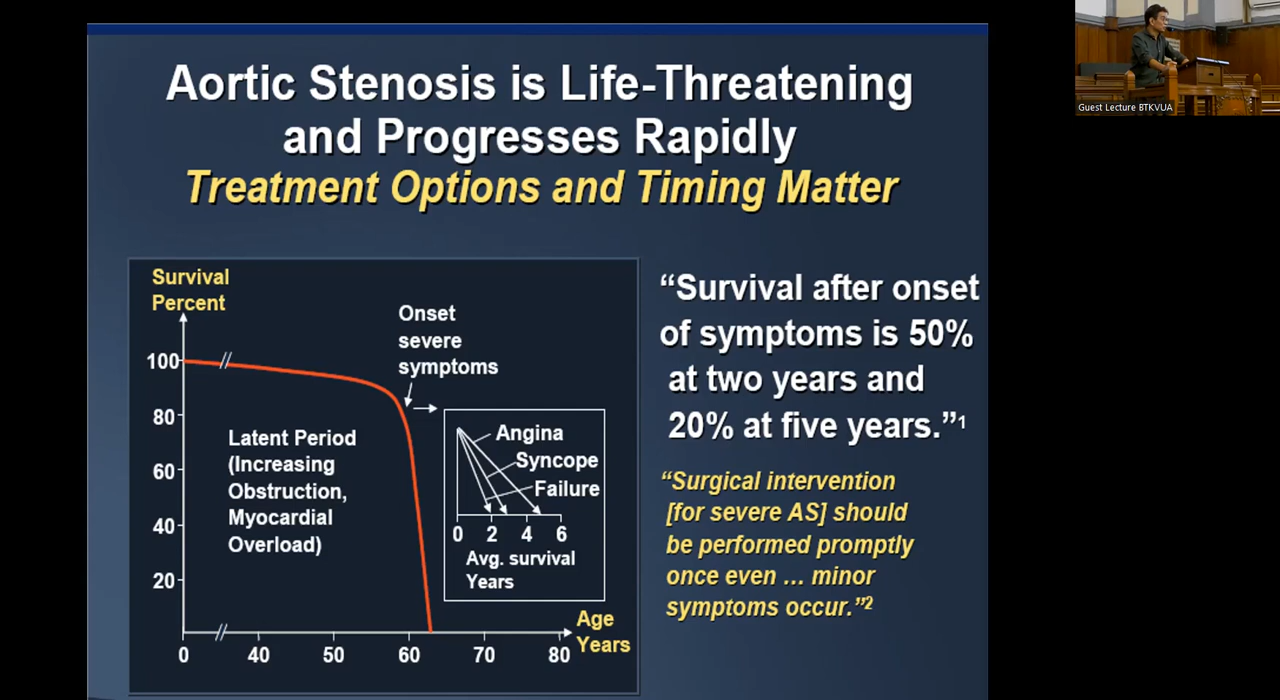 Aortic Stenosis is Life-Threatening
and Progresses Rapidly
Treatment Options and Timing Matter
Survival
Percent
100
80
60
40
20
Onset
severe
symptoms
Latent Period
(Increasing
Obstruction,
Myocardial
Overload)
Angina
Syncope
Failure
0 2 4 6
Avg. survival
Years
0 40 50 60 70 80
Age
Years
“Survival after onset
of symptoms is 50%
at two years and
20% at five years.”1
“Surgical intervention
[for severe AS] should
be performed promptly
once even … minor
symptoms occur.”2
Guest Lecture BTKVUA